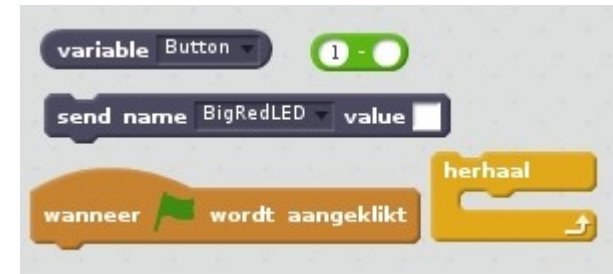 variable Button
1 -
send name BigRedLED value
herhaal
wanneer wordt aangeklikt